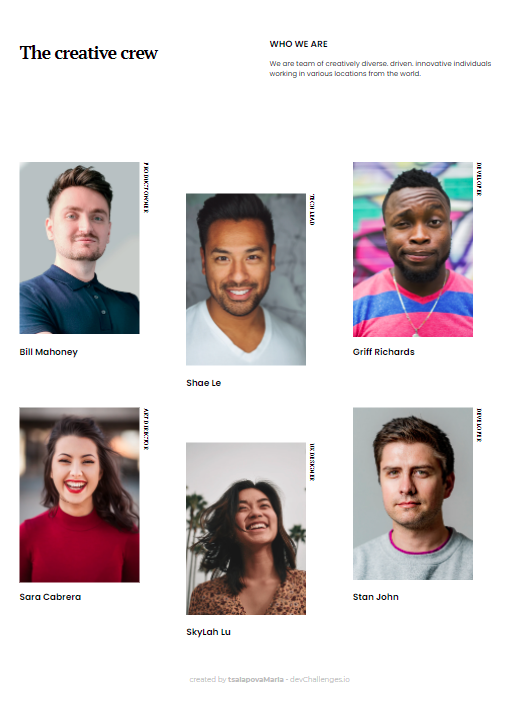 The creative crew
WHO WE ARE
We are team of creatively diverse. driven. innovative individuals
working in various locations from the world.
PRODUCT OWNER
Bill Mahoney
TECH LEAD
Shae Le
DEVELOPER
Griff Richards
ART DIRECTOR
Sara Cabrera
UX DESIGNER
SkyLah Lu
DEVELOPER
Stan John
created by tsalapovaMaria - devChallenges.io